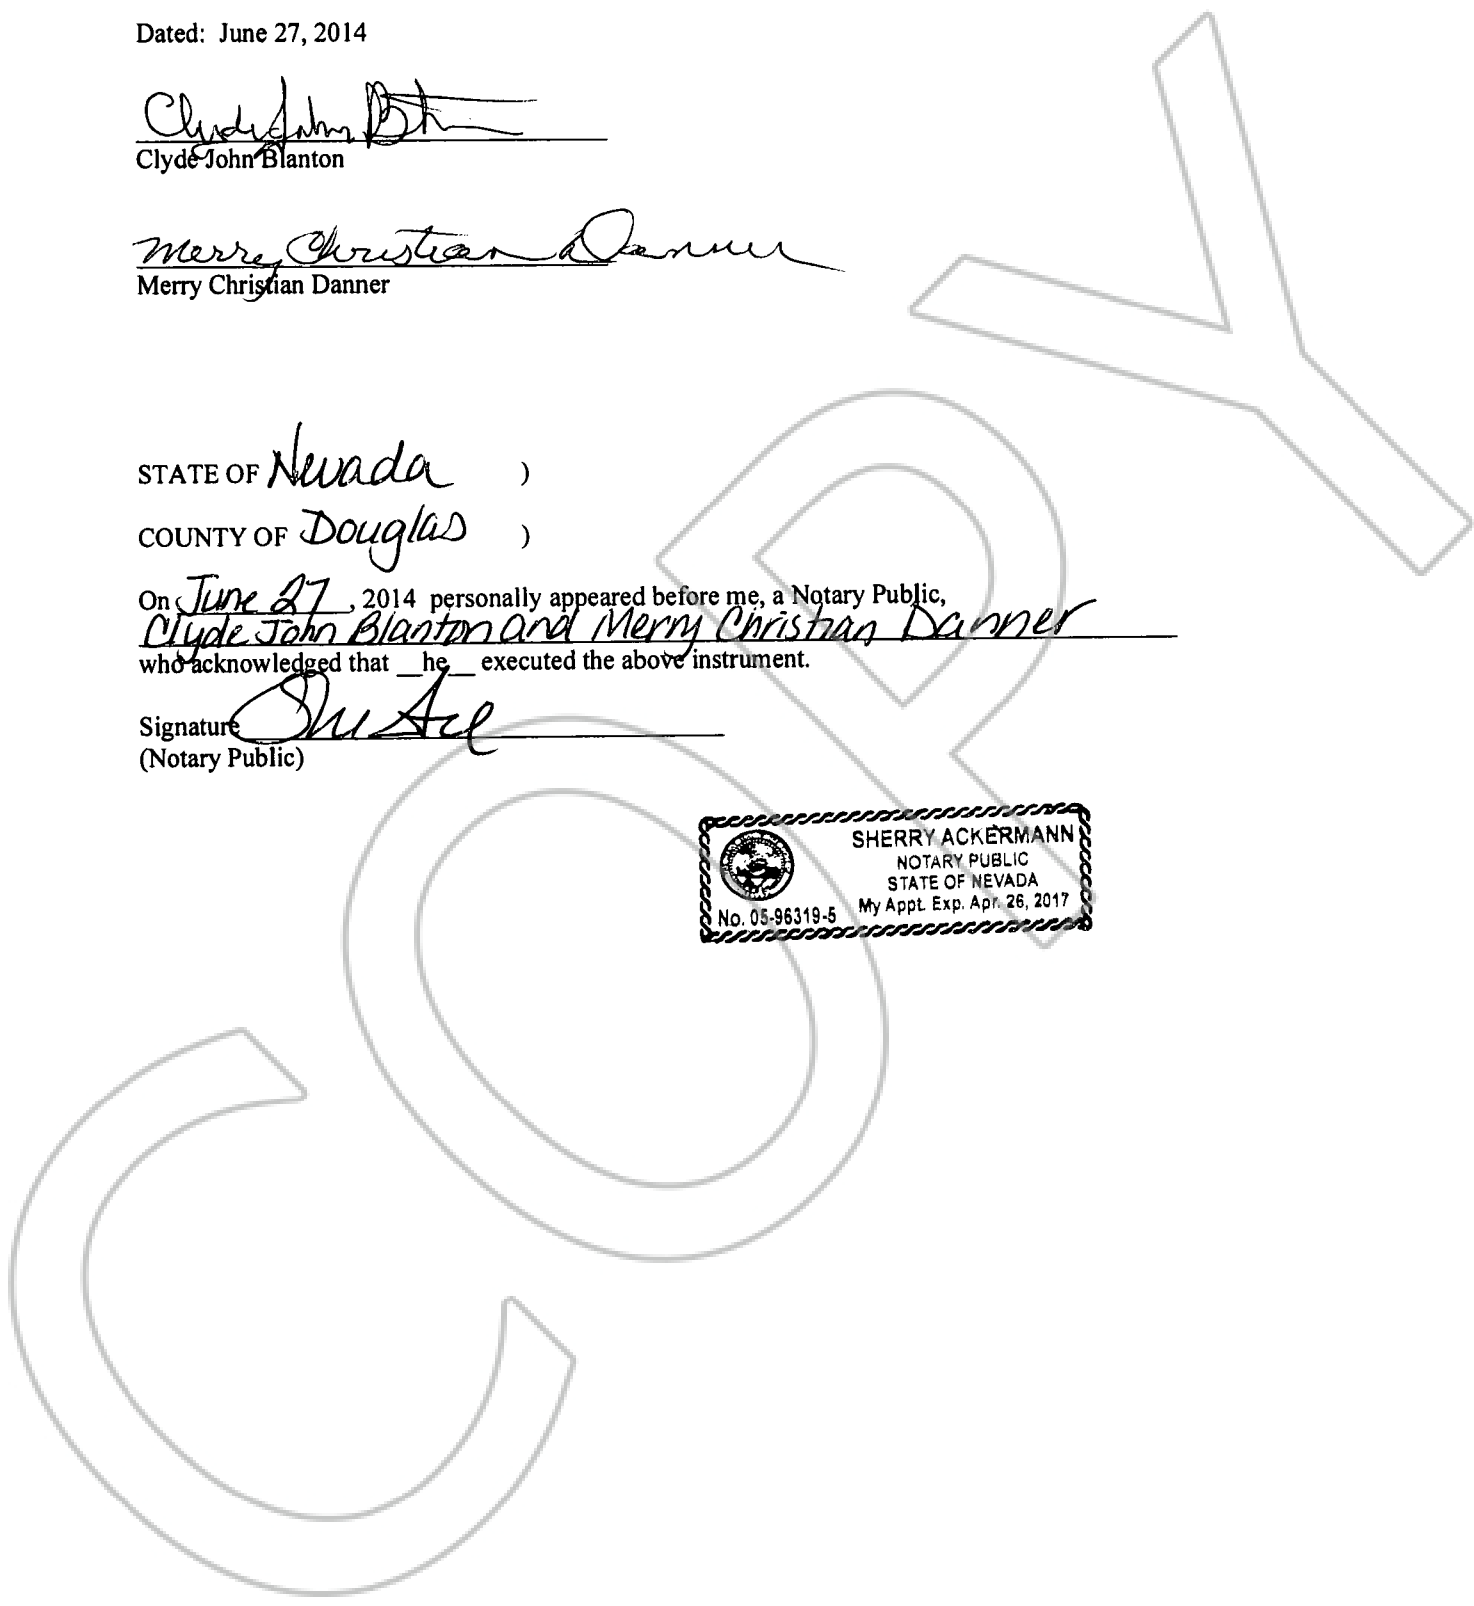 Dated: June 27, 2014
Clyde John
Clyde John Blanton
Merry Christian Danner
Merry Christian Danner
STATE OF Nevada )
COUNTY OF Douglas )
On June 27, 2014 personally appeared before me, a Notary Public,
Clyde John Blanton and Merry Christian Danner
who acknowledged that __he__ executed the above instrument.
Signature
(Notary Public)
SHERRY ACKERMANN
NOTARY PUBLIC
STATE OF NEVADA
My Appt. Exp. Apr. 26, 2017
No. 05-96319-5
COPY